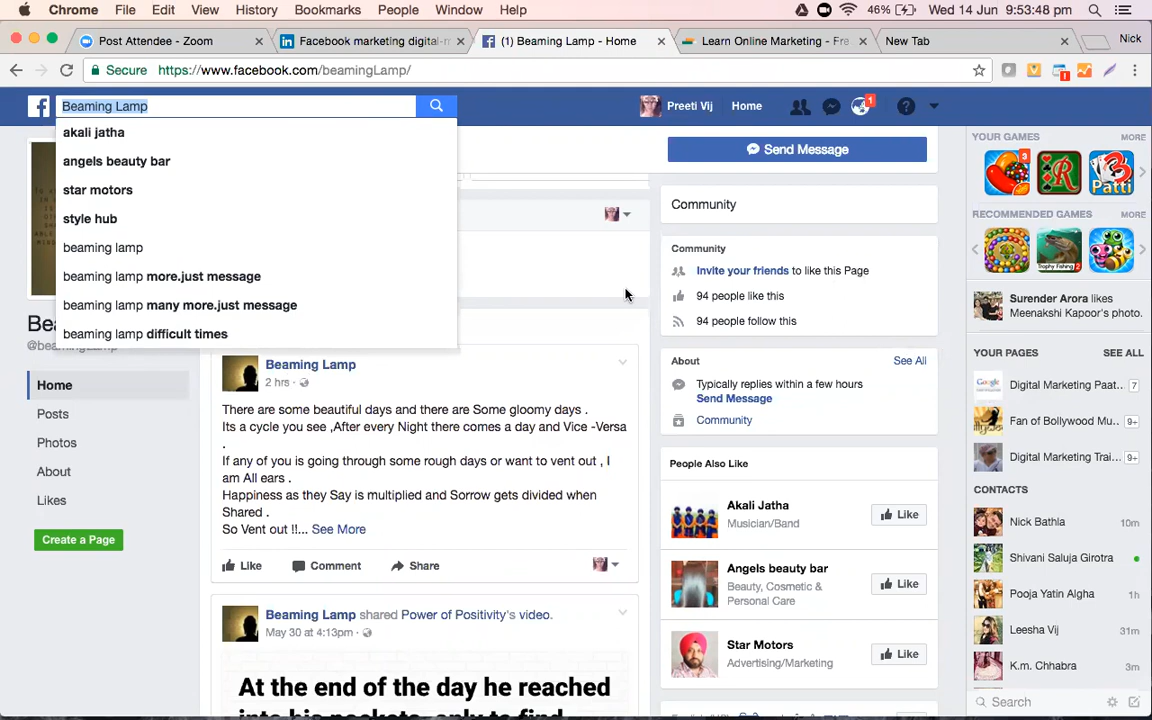 Chrome File Edit View History Bookmarks People Window Help 46% Wed 14 Jun 9:53:48 pm
Post Attendee - Zoom
Facebook marketing digital-m
(1) Beaming Lamp - Home
Learn Online Marketing - Fre
New Tab
Nick
Secure https://www.facebook.com/beamingLamp/
Beaming Lamp
Preeti Vij Home 1
akali jatha
angels beauty bar
star motors
style hub
beaming lamp
beaming lamp more.just message
beaming lamp many more.just message
beaming lamp difficult times
Home
Posts
Photos
About
Likes
Create a Page
Beaming Lamp
2 hrs
There are some beautiful days and there are Some gloomy days .
Its a cycle you see ,After every Night there comes a day and Vice -Versa
.
If any of you is going through some rough days or want to vent out , I
am All ears .
Happiness as they Say is multiplied and Sorrow gets divided when
Shared .
So Vent out !!... See More
Like Comment Share
Beaming Lamp shared Power of Positivity's video.
May 30 at 4:13pm
At the end of the day he reached
into his pockets, only to find
Send Message
Community
Community
Invite your friends to like this Page
94 people like this
94 people follow this
About See All
Typically replies within a few hours
Send Message
Community
People Also Like
Akali Jatha
Musician/Band
Like
Angels beauty bar
Beauty, Cosmetic &
Personal Care
Like
Star Motors
Advertising/Marketing
Like
YOUR GAMES MORE
3
Patti
RECOMMENDED GAMES MORE
Surender Arora likes
Meenakshi Kapoor's photo.
YOUR PAGES SEE ALL
Digital Marketing Paat.. 7
Fan of Bollywood Mu... 9+
Digital Marketing Trai... 9+
CONTACTS
Nick Bathla 10m
Shivani Saluja Girotra
Pooja Yatin Algha 1h
Leesha Vij 31m
K.m. Chhabra 3m
Search